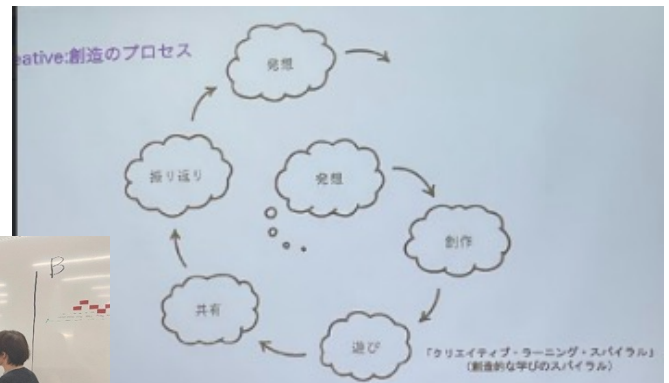 eative:創造のプロセス
発想
振り返り
発想
創作
共有
遊び
「クリエイティブ・ラーニング・スパイラル」
(創造的な学びのスパイラル)
B